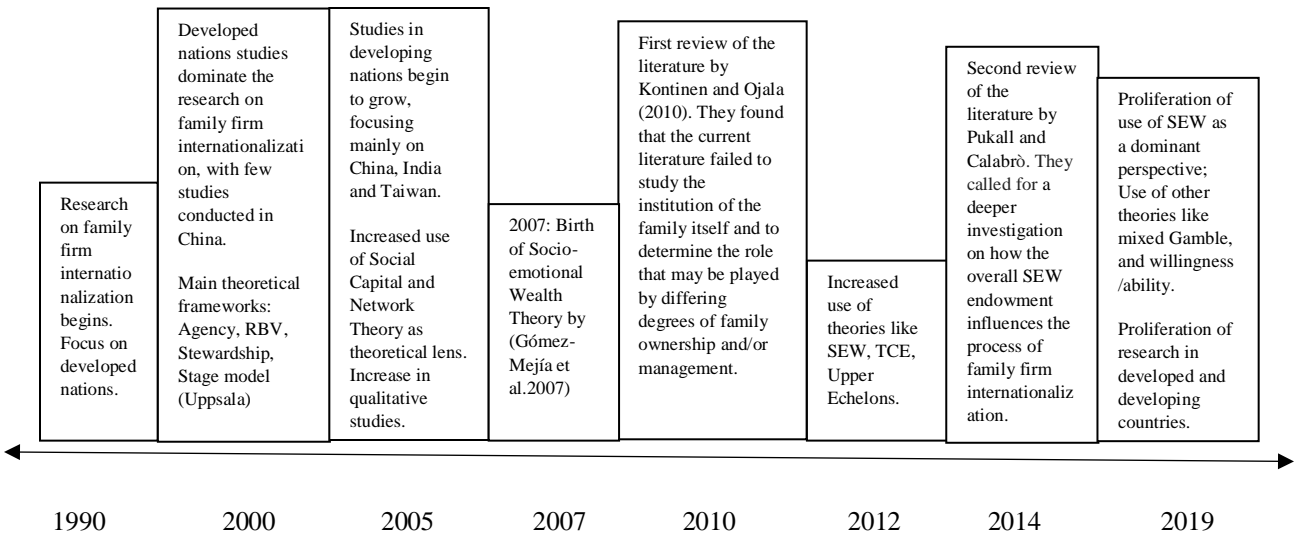 Research
on family
firm
internatio
nalization
begins.
Focus on
developed
nations.
Developed
nations studies
dominate the
research on
family firm
internationalizati
on, with few
studies
conducted in
China.
Main theoretical
frameworks:
Agency, RBV,
Stewardship,
Stage model
(Uppsala)
Studies in
developing
nations begin
to grow,
focusing
mainly on
China, India
and Taiwan.
Increased use
of Social
Capital and
Network
Theory as
theoretical lens.
Increase in
qualitative
studies.
2007: Birth
of Socio-
emotional
Wealth
Theory by
(Gómez-
Mejía et
al.2007)
First review of the
literature by
Kontinen and Ojala
(2010). They found
that the current
literature failed to
study the
institution of the
family itself and to
determine the role
that may be played
by differing
degrees of family
ownership and/or
management.
Increased
use of
theories like
SEW, TCE,
Upper
Echelons.
Second review
of the
literature by
Pukall and
Calabrò. They
called for a
deeper
investigation
on how the
overall SEW
endowment
influences the
process of
family firm
internationaliz
ation.
Proliferation of
use of SEW as
a dominant
perspective;
Use of other
theories like
mixed Gamble,
and willingness
/ability.
Proliferation of
research in
developed and
developing
countries.
1990 2000 2005 2007 2010 2012 2014 2019